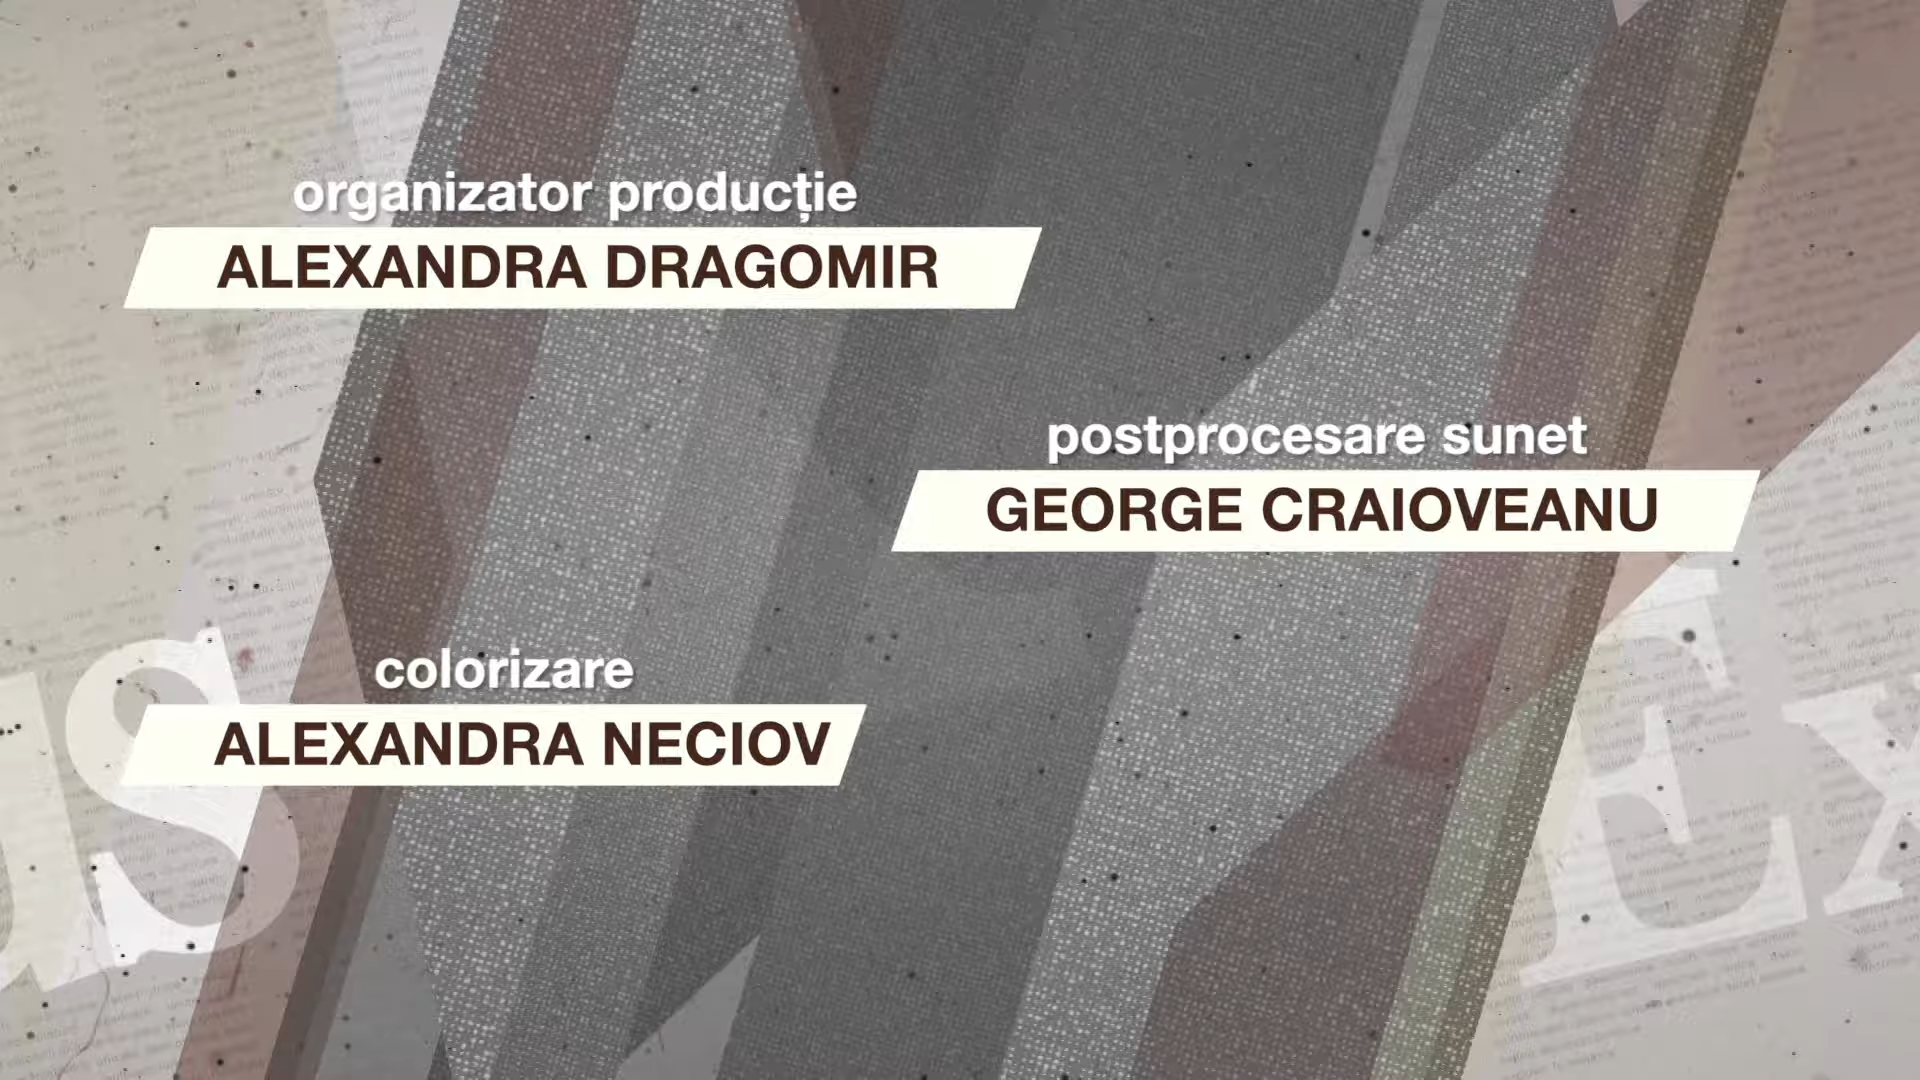 organizator producție
ALEXANDRA DRAGOMIR
postprocesare sunet
GEORGE CRAIOVEANU
colorizare
ALEXANDRA NECIOV